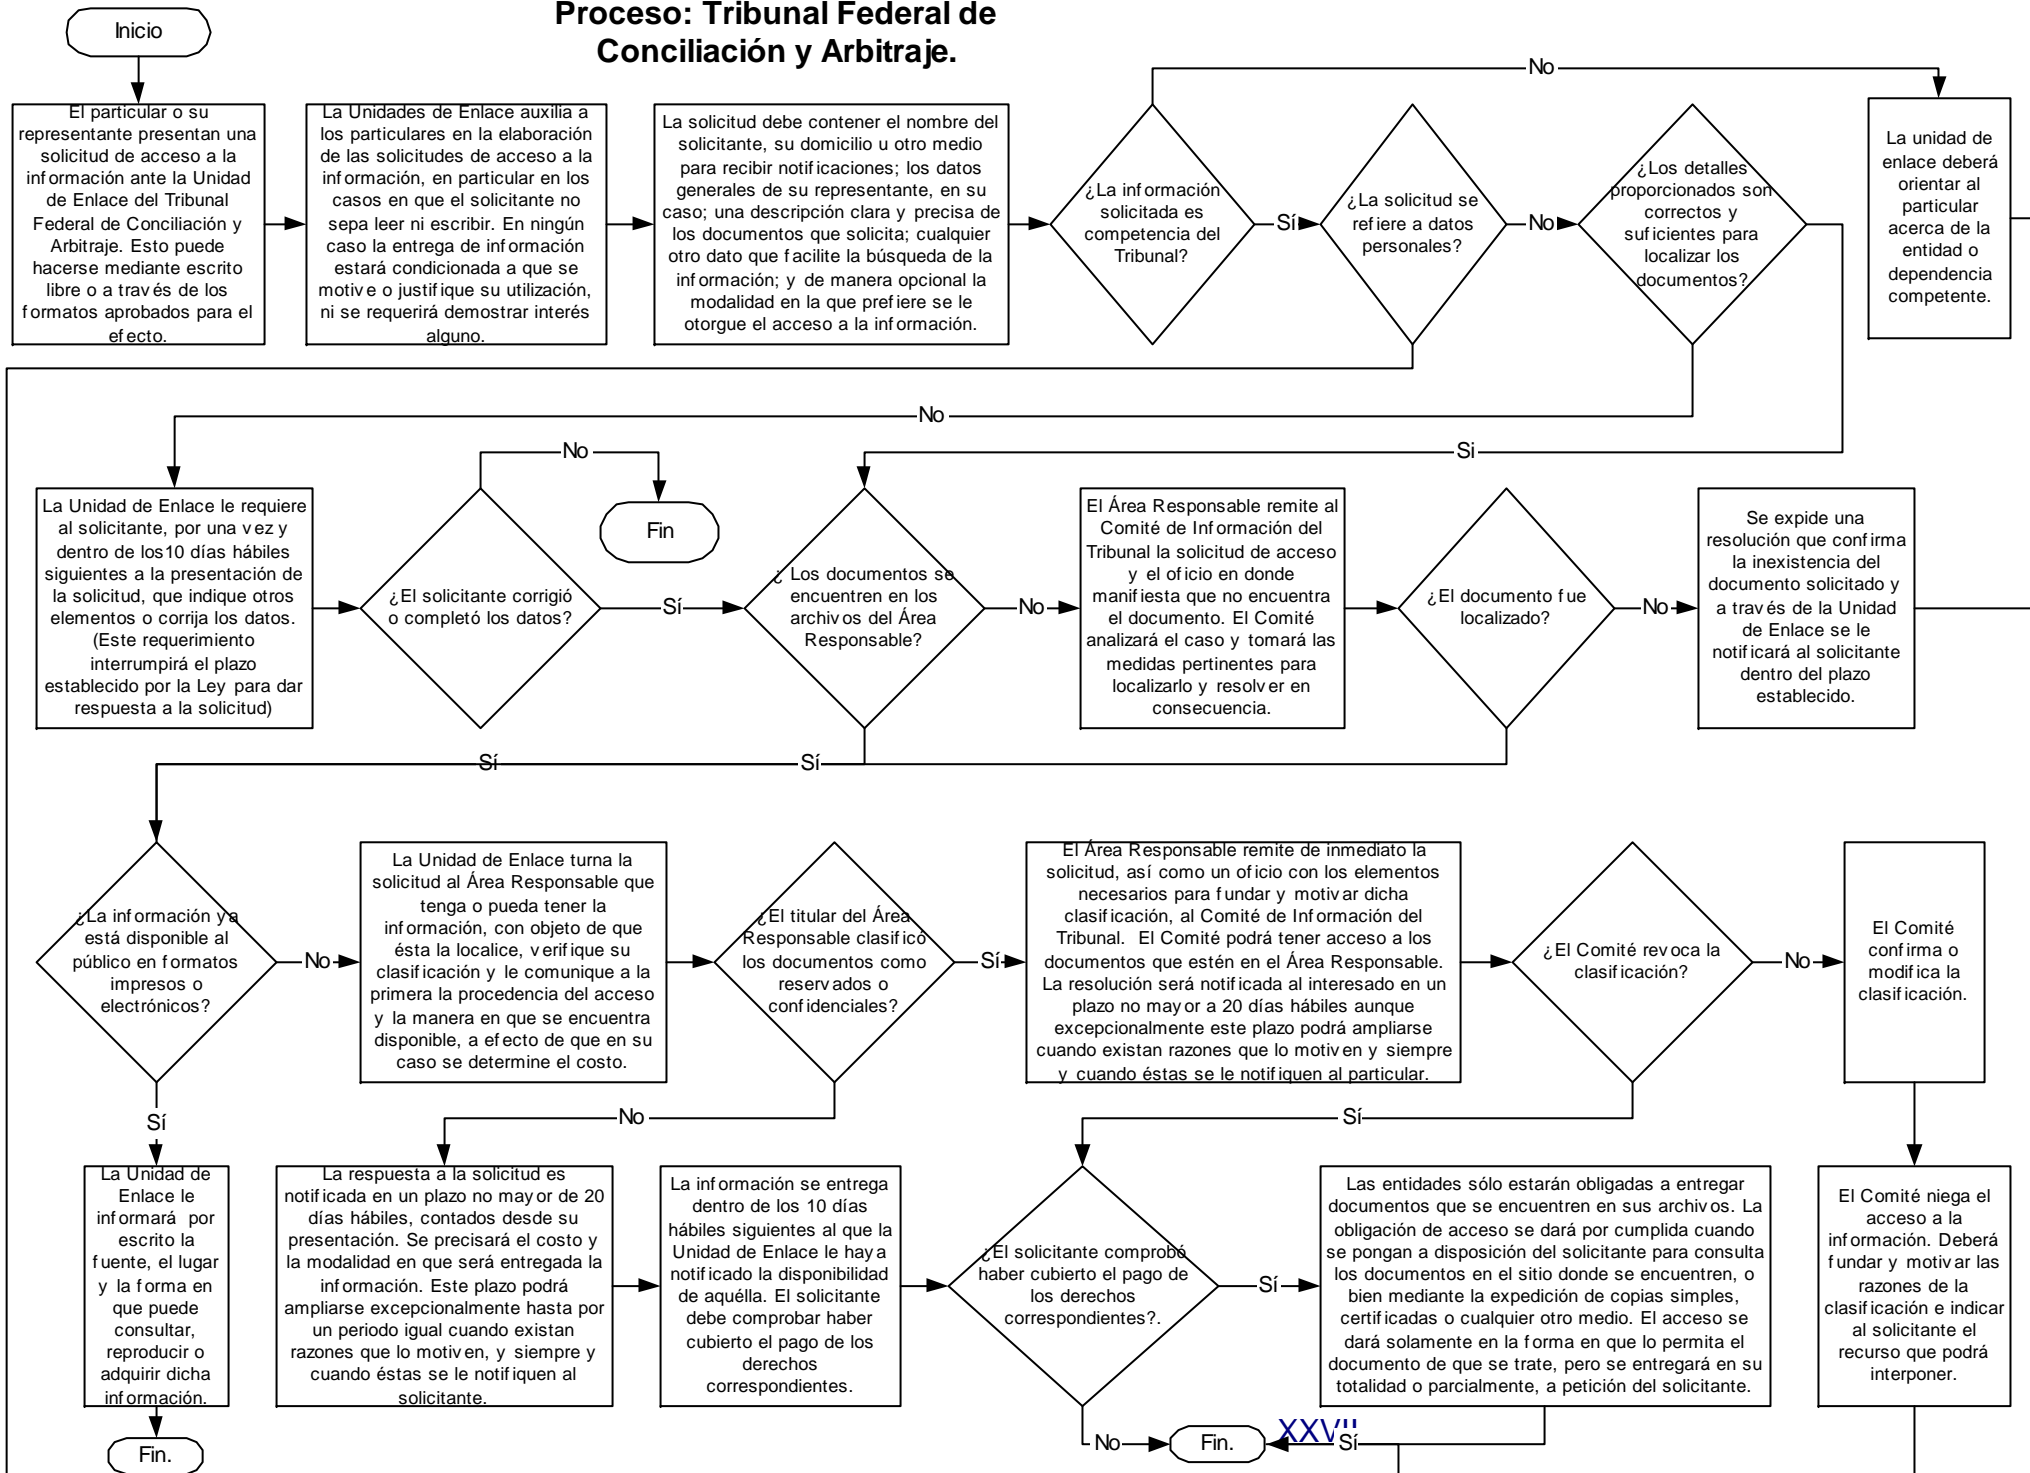 Proceso: Tribunal Federal de
Conciliación y Arbitraje.
Inicio
El particular o su
representante presentan una
solicitud de acceso a la
información ante la Unidad
de Enlace del Tribunal
Federal de Conciliación y
Arbitraje. Esto puede
hacerse mediante escrito
libre o a través de los
formatos aprobados para el
efecto.
La Unidades de Enlace auxilia a
los particulares en la elaboración
de las solicitudes de acceso a la
información, en particular en los
casos en que el solicitante no
sepa leer ni escribir. En ningún
caso la entrega de información
estará condicionada a que se
motive o justifique su utilización,
ni se requerirá demostrar interés
alguno.
La solicitud debe contener el nombre del
solicitante, su domicilio u otro medio
para recibir notificaciones; los datos
generales de su representante, en su
caso; una descripción clara y precisa de
los documentos que solicita; cualquier
otro dato que facilite la búsqueda de la
información; y de manera opcional la
modalidad en la que prefiere se le
otorgue el acceso a la información.
¿La información
solicitada es
competencia del
Tribunal?
No
Sí
¿La solicitud se
refiere a datos
personales?
No
¿Los detalles
proporcionados son
correctos y
suficientes para
localizar los
documentos?
La unidad de
enlace deberá
orientar al
particular
acerca de la
entidad o
dependencia
competente.
No
Si
La Unidad de Enlace le requiere
al solicitante, por una vez y
dentro de los10 días hábiles
siguientes a la presentación de
la solicitud, que indique otros
elementos o corrija los datos.
(Este requerimiento
interrumpirá el plazo
establecido por la Ley para dar
respuesta a la solicitud)
¿El solicitante corrigió
o completó los datos?
No
Fin
Sí
¿ Los documentos se
encuentren en los
archivos del Área
Responsable?
No
El Área Responsable remite al
Comité de Información del
Tribunal la solicitud de acceso
y el oficio en donde
manifiesta que no encuentra
el documento. El Comité
analizará el caso y tomará las
medidas pertinentes para
localizarlo y resolver en
consecuencia.
¿El documento fue
localizado?
No
Se expide una
resolución que confirma
la inexistencia del
documento solicitado y
a través de la Unidad
de Enlace se le
notificará al solicitante
dentro del plazo
establecido.
Sí
Sí
¿La información ya
está disponible al
público en formatos
impresos o
electrónicos?
No
La Unidad de Enlace turna la
solicitud al Área Responsable que
tenga o pueda tener la
información, con objeto de que
ésta la localice, verifique su
clasificación y le comunique a la
primera la procedencia del acceso
y la manera en que se encuentra
disponible, a efecto de que en su
caso se determine el costo.
¿El titular del Área
Responsable clasificó
los documentos como
reservados o
confidenciales?
Sí
El Área Responsable remite de inmediato la
solicitud, así como un oficio con los elementos
necesarios para fundar y motivar dicha
clasificación, al Comité de Información del
Tribunal. El Comité podrá tener acceso a los
documentos que estén en el Área Responsable.
La resolución será notificada al interesado en un
plazo no mayor a 20 días hábiles aunque
excepcionalmente este plazo podrá ampliarse
cuando existan razones que lo motiven y siempre
y cuando éstas se le notifiquen al particular.
¿El Comité revoca la
clasificación?
No
El Comité
confirma o
modifica la
clasificación.
Sí
No
Sí
La Unidad de
Enlace le
informará por
escrito la
fuente, el lugar
y la forma en
que puede
consultar,
reproducir o
adquirir dicha
información.
La respuesta a la solicitud es
notificada en un plazo no mayor de 20
días hábiles, contados desde su
presentación. Se precisará el costo y
la modalidad en que será entregada la
información. Este plazo podrá
ampliarse excepcionalmente hasta por
un periodo igual cuando existan
razones que lo motiven, y siempre y
cuando éstas se le notifiquen al
solicitante.
La información se entrega
dentro de los 10 días
hábiles siguientes al que la
Unidad de Enlace le haya
notificado la disponibilidad
de aquélla. El solicitante
debe comprobar haber
cubierto el pago de los
derechos
correspondientes.
¿El solicitante comprobó
haber cubierto el pago de
los derechos
correspondientes?.
Sí
Las entidades sólo estarán obligadas a entregar
documentos que se encuentren en sus archivos. La
obligación de acceso se dará por cumplida cuando
se pongan a disposición del solicitante para consulta
los documentos en el sitio donde se encuentren, o
bien mediante la expedición de copias simples,
certificadas o cualquier otro medio. El acceso se
dará solamente en la forma en que lo permita el
documento de que se trate, pero se entregará en su
totalidad o parcialmente, a petición del solicitante.
El Comité niega el
acceso a la
información. Deberá
fundar y motivar las
razones de la
clasificación e indicar
al solicitante el
recurso que podrá
interponer.
Fin.
No
Fin.
XXVII
Sí